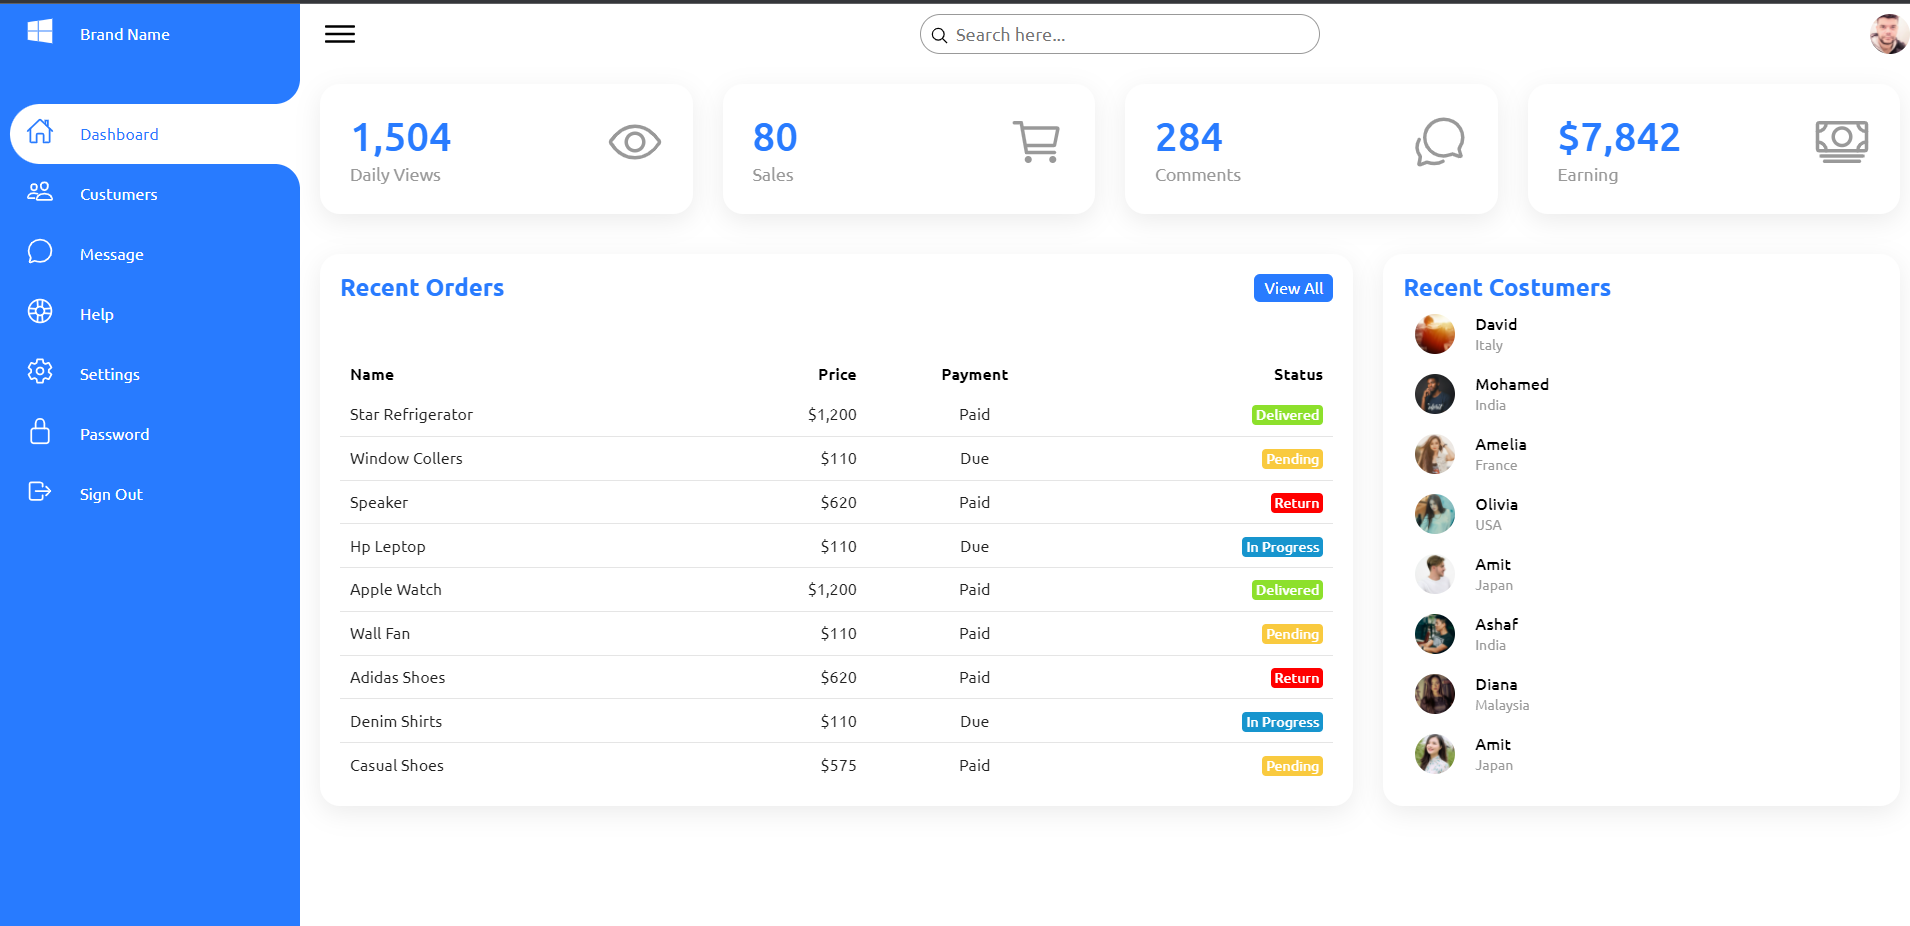 Brand Name
Search here...
Dashboard
Custumers
Message
Help
Settings
Password
Sign Out
1,504
Daily Views
80
Sales
284
Comments
$7,842
Earning
Recent Orders
View All
Name Price Payment Status
Star Refrigerator $1,200 Paid Delivered
Window Collers $110 Due Pending
Speaker $620 Paid Return
Hp Leptop $110 Due In Progress
Apple Watch $1,200 Paid Delivered
Wall Fan $110 Paid Pending
Adidas Shoes $620 Paid Return
Denim Shirts $110 Due In Progress
Casual Shoes $575 Paid Pending
Recent Costumers
David
Italy
Mohamed
India
Amelia
France
Olivia
USA
Amit
Japan
Ashaf
India
Diana
Malaysia
Amit
Japan